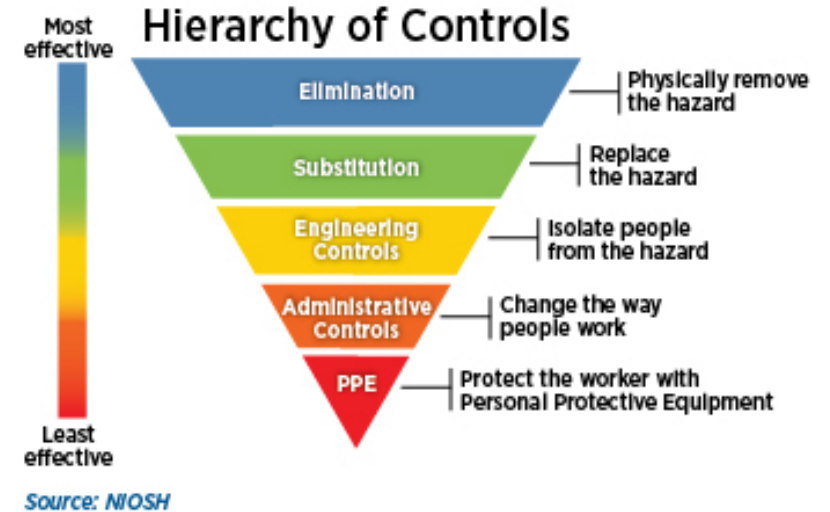 Hierarchy of Controls
Most
effective
Elimination
Physically remove
the hazard
Substitution
Replace
the hazard
Engineering
Controls
Isolate people
from the hazard
Administrative
Controls
Change the way
people work
PPE
Protect the worker with
Personal Protective Equipment
Least
effective
Source: NIOSH